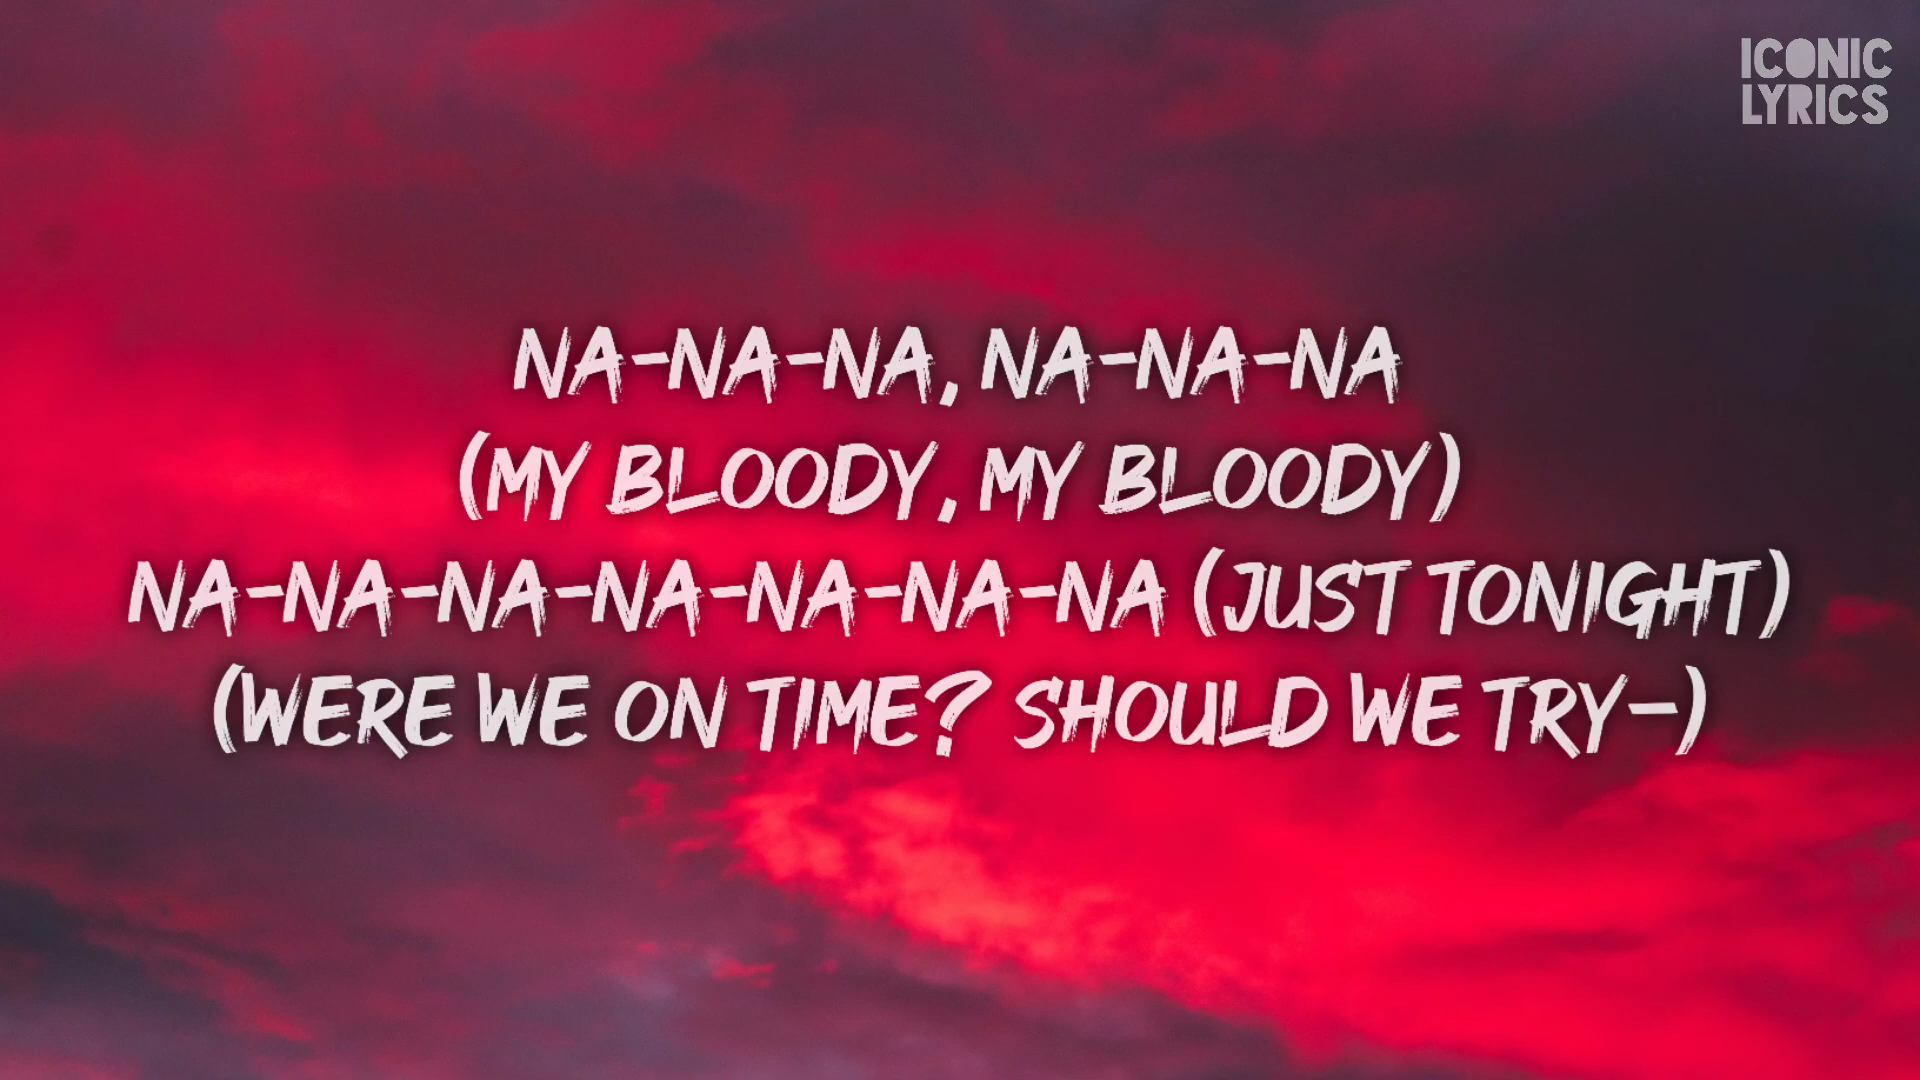 ICONIC
LYRICS
NA-NA-NA, NA-NA-NA
(MY BLOODY, MY BLOODY)
NA-NA-NA-NA-NA-NA-NA (JUST TONIGHT)
(WERE WE ON TIME? SHOULD WE TRY-)